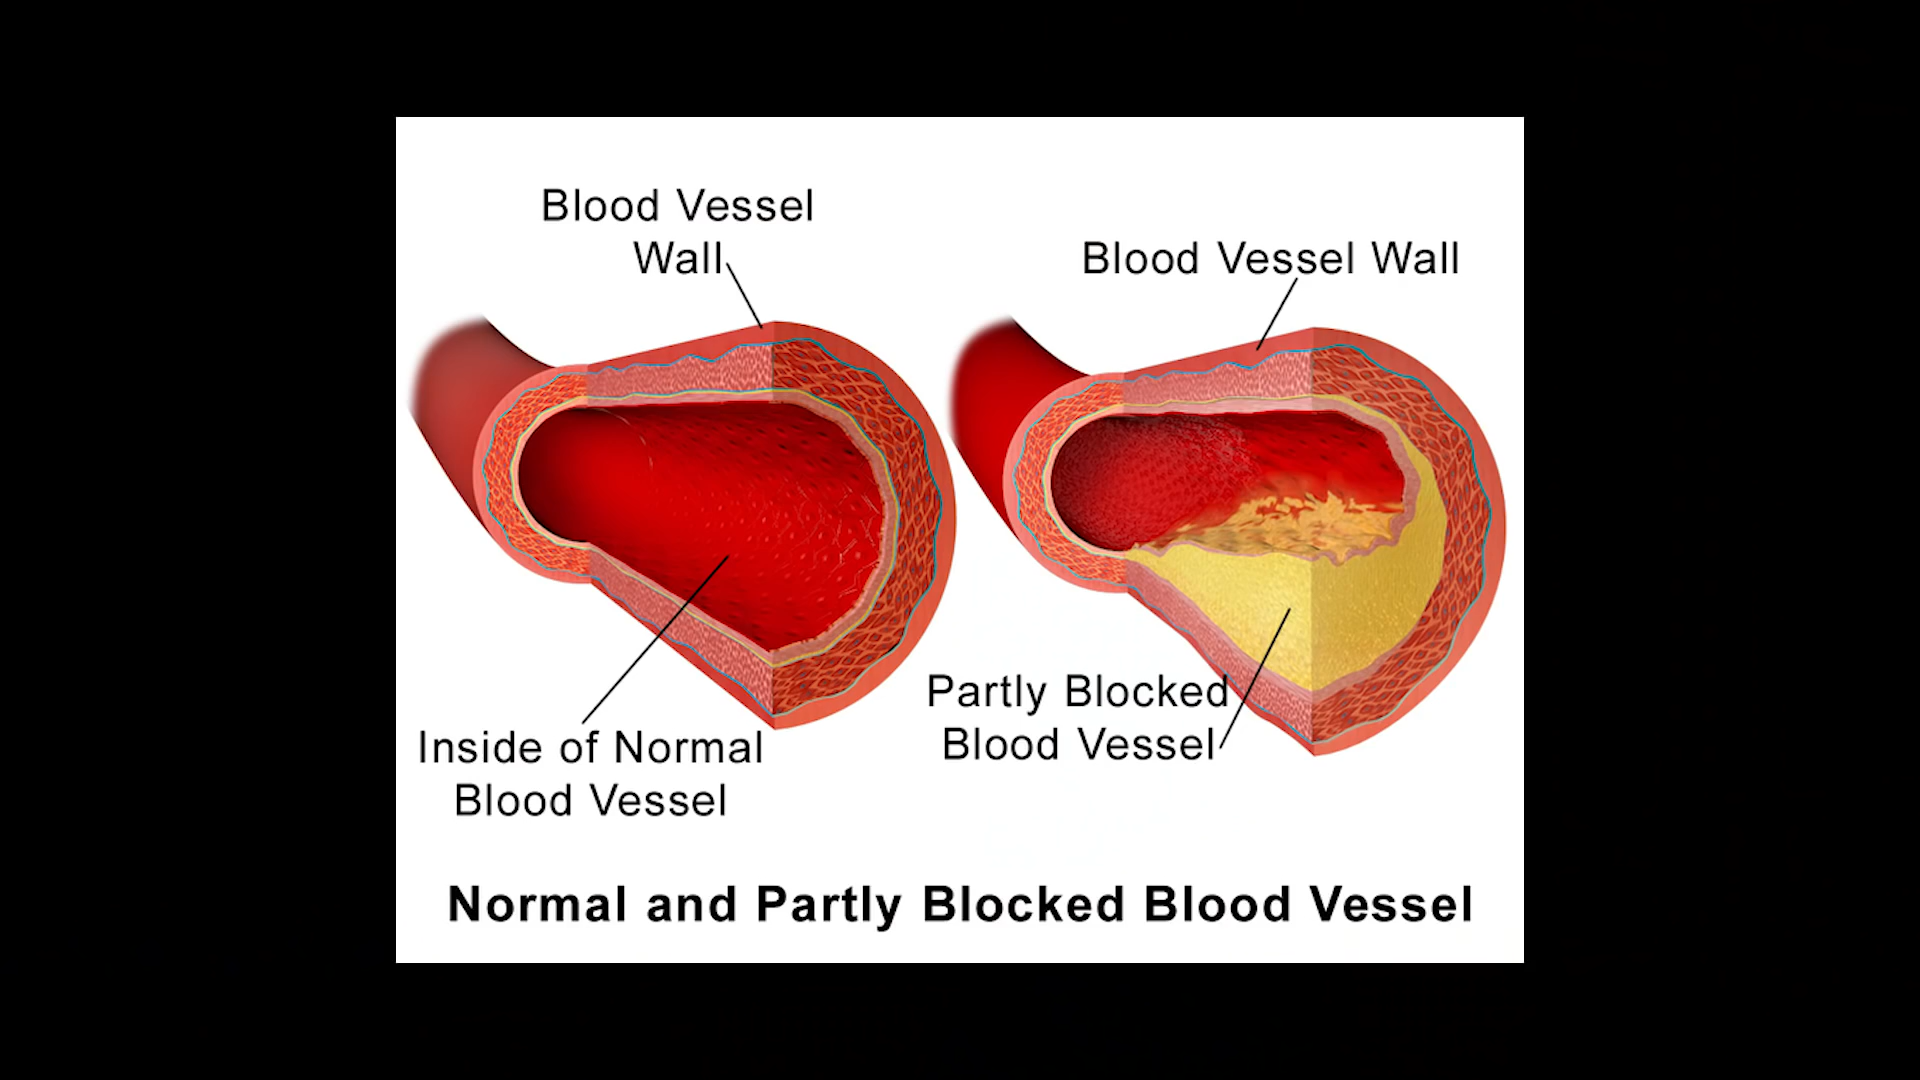 Blood Vessel
Wall
Blood Vessel Wall
Inside of Normal
Blood Vessel
Partly Blocked
Blood Vessel
Normal and Partly Blocked Blood Vessel